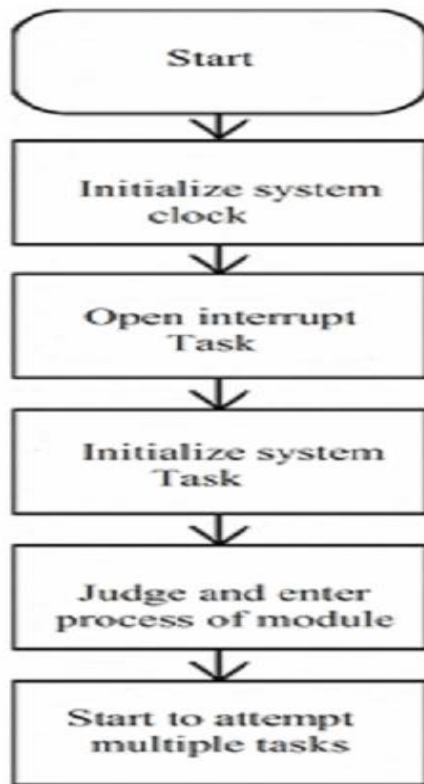 Start
Initialize system
clock
Open interrupt
Task
Initialize system
Task
Judge and enter
process of module
Start to attempt
multiple tasks